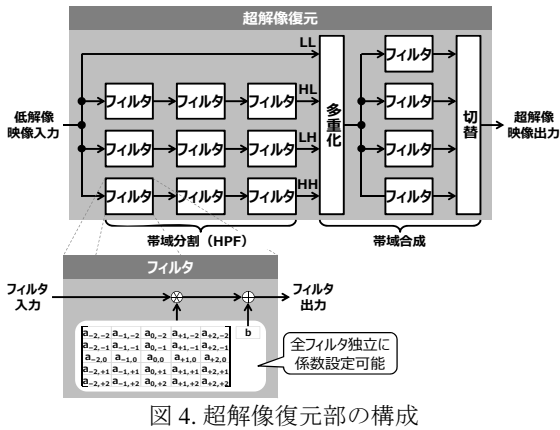 超解像復元
LL
フィルタ
フィルタ フィルタ フィルタ HL
低解像
映像入力
多重化
フィルタ
切替
超解像
映像出力
フィルタ フィルタ フィルタ LH
フィルタ
フィルタ フィルタ フィルタ HH
フィルタ
帯域分割（HPF）
帯域合成
フィルタ
フィルタ
入力
フィルタ
出力
a−2,−2 a−1,−2 a0,−2 a+1,−2 a+2,−2 b
a−2,−1 a−1,−1 a0,−1 a+1,−1 a+2,−1
a−2,0 a−1,0 a0,0 a+1,0 a+2,0
a−2,+1 a−1,+1 a0,+1 a+1,+1 a+2,+1
a−2,+2 a−1,+2 a0,+2 a+1,+2 a+2,+2
全フィルタ独立に
係数設定可能
図 4. 超解像復元部の構成